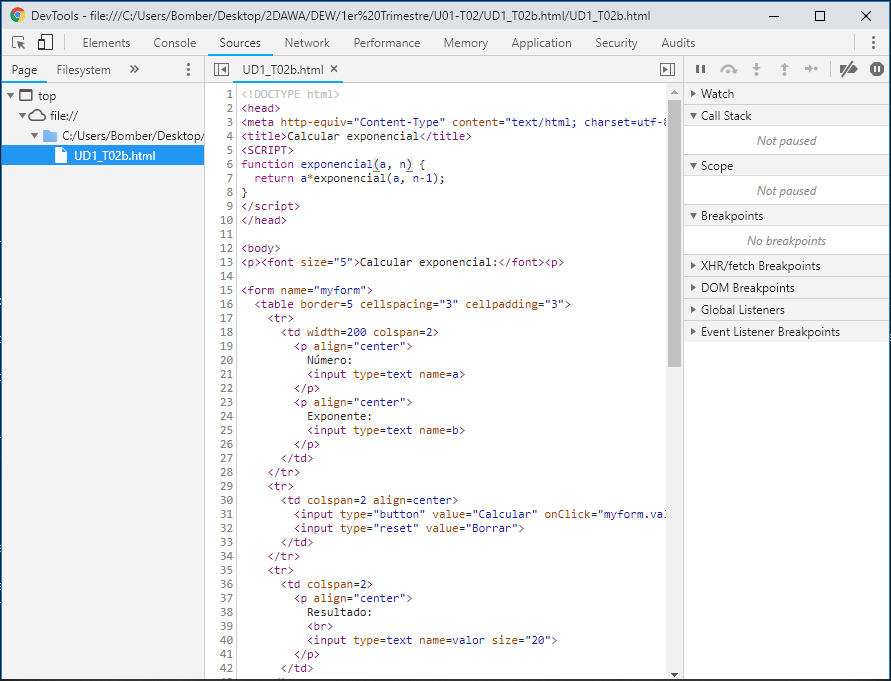 DevTools - file:///C:/Users/Bomber/Desktop/2DAWA/DEW/1er%20Trimestre/U01-T02/UD1_T02b.html/UD1_T02b.html
Elements Console Sources Network Performance Memory Application Security Audits
Page Filesystem »
UD1_T02b.html ×
top
file://
C:/Users/Bomber/Desktop/
UD1_T02b.html
1 <!DOCTYPE html>
2 <head>
3 <meta http-equiv="Content-Type" content="text/html; charset=utf-8
4 <title>Calcular exponencial</title>
5 <SCRIPT>
6 function exponencial(a, n) {
7   return a*exponencial(a, n-1);
8 }
9 </script>
10 </head>
11
12 <body>
13 <p><font size="5">Calcular exponencial:</font><p>
14
15 <form name="myform">
16   <table border=5 cellspacing="3" cellpadding="3">
17     <tr>
18       <td width=200 colspan=2>
19         <p align="center">
20           Número:
21           <input type=text name=a>
22         </p>
23         <p align="center">
24           Exponente:
25           <input type=text name=b>
26         </p>
27       </td>
28     </tr>
29     <tr>
30       <td colspan=2 align=center>
31         <input type="button" value="Calcular" onClick="myform.val
32         <input type="reset" value="Borrar">
33       </td>
34     </tr>
35     <tr>
36       <td colspan=2>
37         <p align="center">
38           Resultado:
39           <br>
40           <input type=text name=valor size="20">
41         </p>
42       </td>
Watch
Call Stack
Not paused
Scope
Not paused
Breakpoints
No breakpoints
XHR/fetch Breakpoints
DOM Breakpoints
Global Listeners
Event Listener Breakpoints